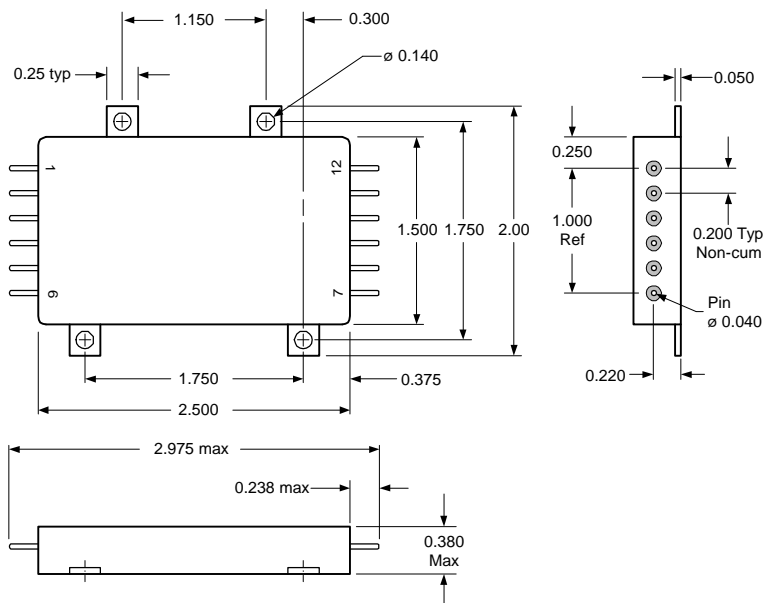 1.150
0.300
0.25 typ
ø 0.140
1
12
6
7
1.500
1.750
2.00
1.750
0.375
2.500
0.050
0.250
1.000
Ref
0.200 Typ
Non-cum
Pin
ø 0.040
0.220
2.975 max
0.238 max
0.380
Max